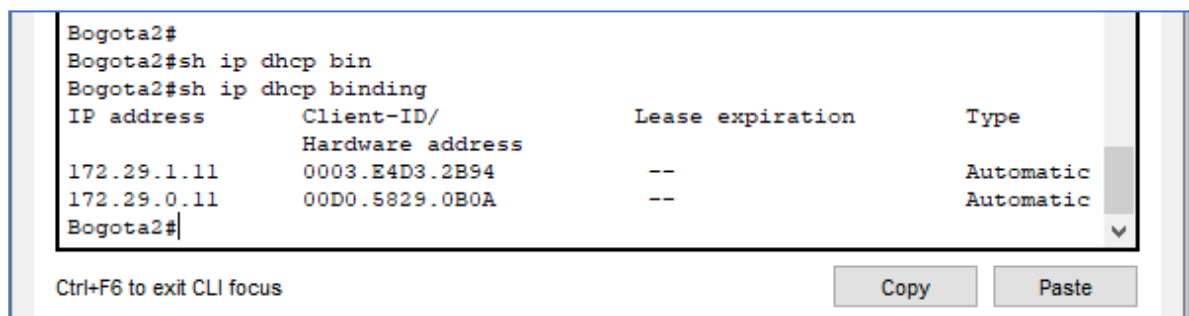 Bogota2#
Bogota2#sh ip dhcp bin
Bogota2#sh ip dhcp binding
IP address Client-ID/ Lease expiration Type
Hardware address
172.29.1.11 0003.E4D3.2B94 -- Automatic
172.29.0.11 00D0.5829.0B0A -- Automatic
Bogota2#
Ctrl+F6 to exit CLI focus Copy Paste